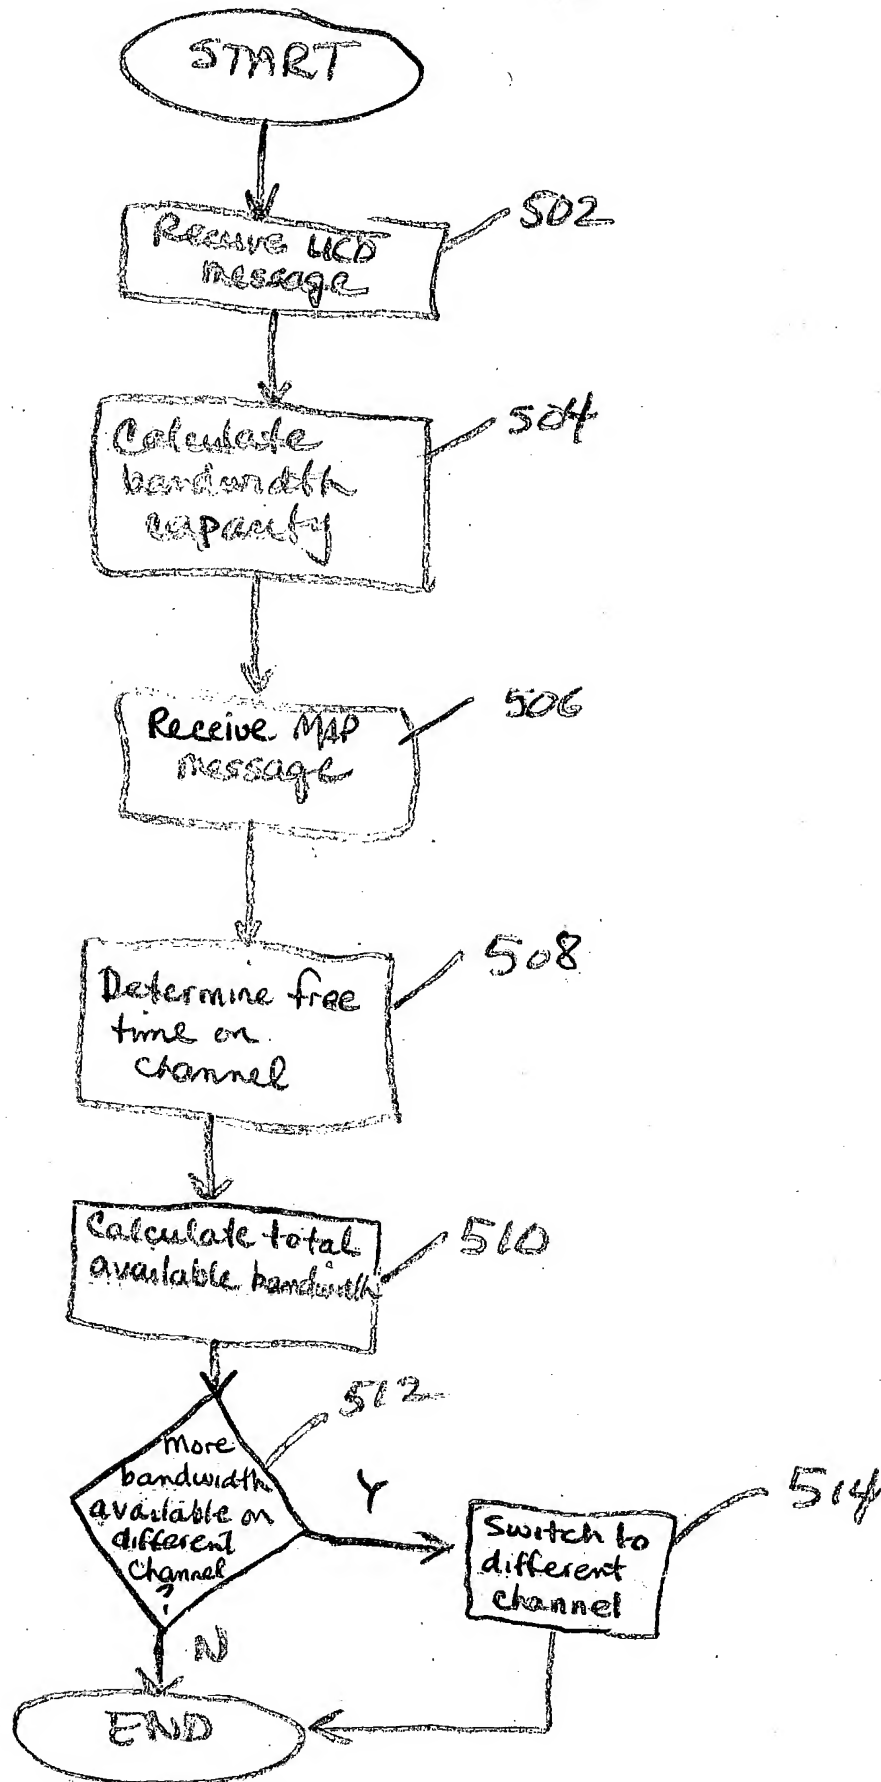 START
502
Receive UCD
message
504
Calculate
bandwidth
capacity
506
Receive MAP
message
508
Determine free
time on
channel
510
Calculate total
available bandwidth
512
More
bandwidth
available on
different
channel
?
Y
514
Switch to
different
channel
N
END